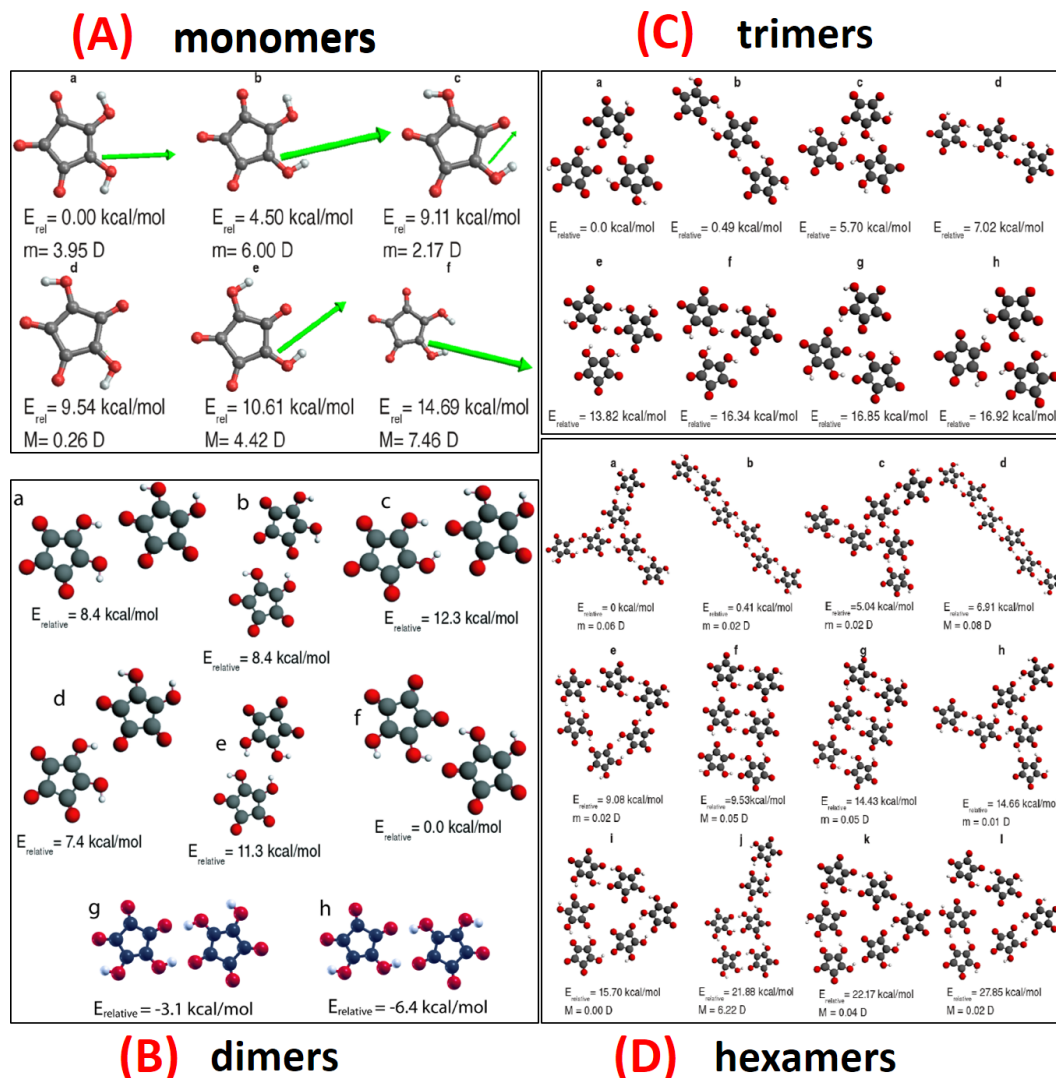 (A) monomers
a b c
E_rel = 0.00 kcal/mol E_rel = 4.50 kcal/mol E_rel = 9.11 kcal/mol
m= 3.95 D m= 6.00 D m= 2.17 D
d e f
E_rel = 9.54 kcal/mol E_rel = 10.61 kcal/mol E_rel = 14.69 kcal/mol
M= 0.26 D M= 4.42 D M= 7.46 D
(C) trimers
a b c d
E_relative = 0.0 kcal/mol E_relative = 0.49 kcal/mol E_relative = 5.70 kcal/mol E_relative = 7.02 kcal/mol
e f g h
E_relative = 13.82 kcal/mol E_relative = 16.34 kcal/mol E_relative = 16.85 kcal/mol E_relative = 16.92 kcal/mol
a b c
E_relative = 8.4 kcal/mol E_relative = 8.4 kcal/mol E_relative = 12.3 kcal/mol
d e f
E_relative = 7.4 kcal/mol E_relative = 11.3 kcal/mol E_relative = 0.0 kcal/mol
g h
E_relative = -3.1 kcal/mol E_relative = -6.4 kcal/mol
(B) dimers
a b c d
E_relative = 0 kcal/mol E_relative = 0.41 kcal/mol E_relative = 5.04 kcal/mol E_relative = 6.91 kcal/mol
m = 0.06 D m = 0.02 D m = 0.02 D M = 0.08 D
e f g h
E_relative = 9.08 kcal/mol E_relative = 9.53kcal/mol E_relative = 14.43 kcal/mol E_relative = 14.66 kcal/mol
m = 0.02 D M = 0.05 D m = 0.05 D m = 0.01 D
i j k l
E_relative = 15.70 kcal/mol E_relative = 21.88 kcal/mol E_relative = 22.17 kcal/mol E_relative = 27.85 kcal/mol
M = 0.00 D M = 6.22 D M = 0.04 D M = 0.02 D
(D) hexamers